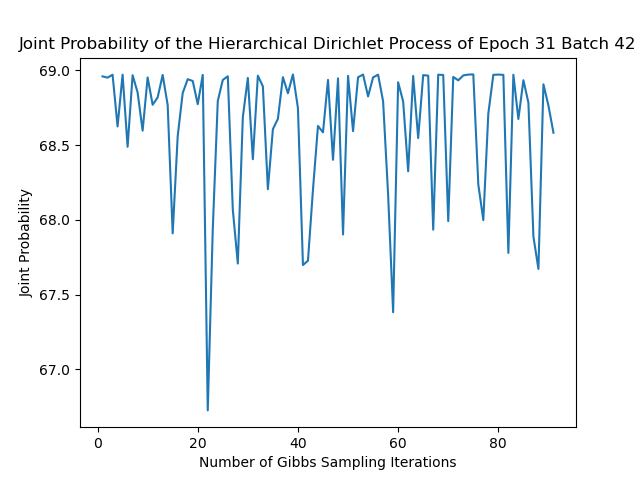 Joint Probability of the Hierarchical Dirichlet Process of Epoch 31 Batch 42
69.0
68.5
68.0
67.5
67.0
Joint Probability
0 20 40 60 80
Number of Gibbs Sampling Iterations